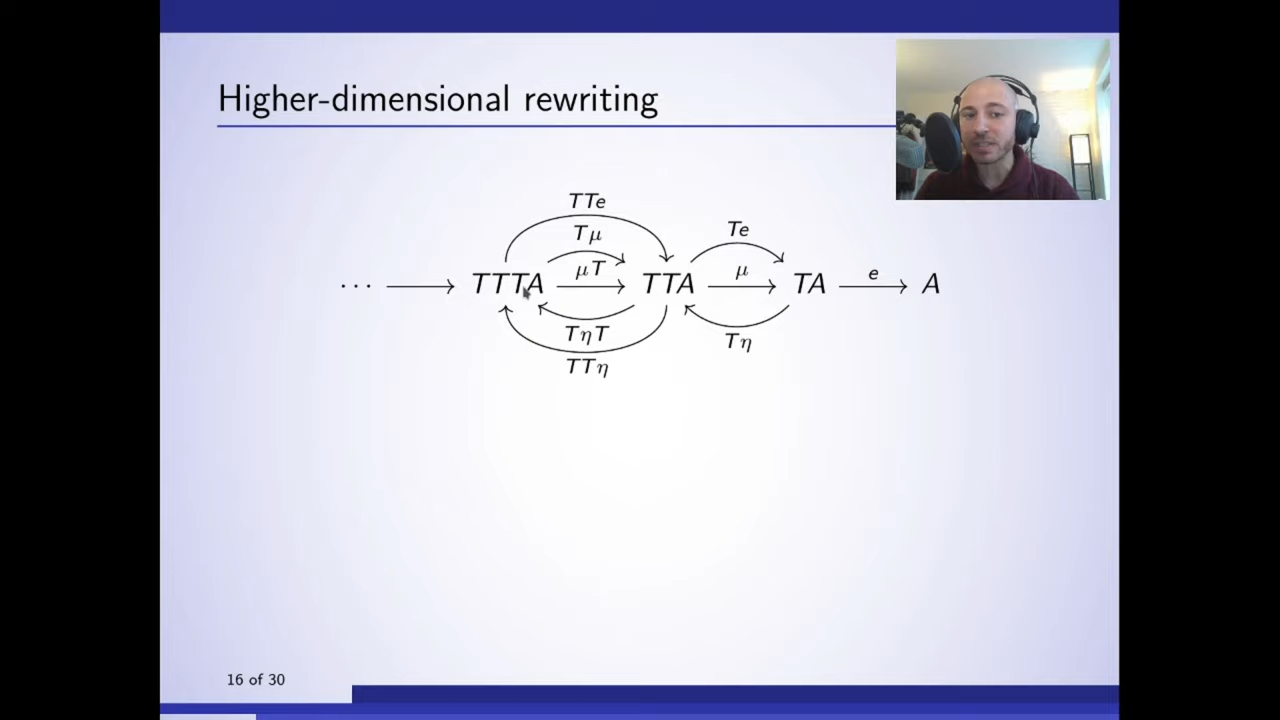 Higher-dimensional rewriting
TTe
Tμ
Te
μT
μ
e
··· TTTA TTA TA A
TηT
Tη
TTη
16 of 30